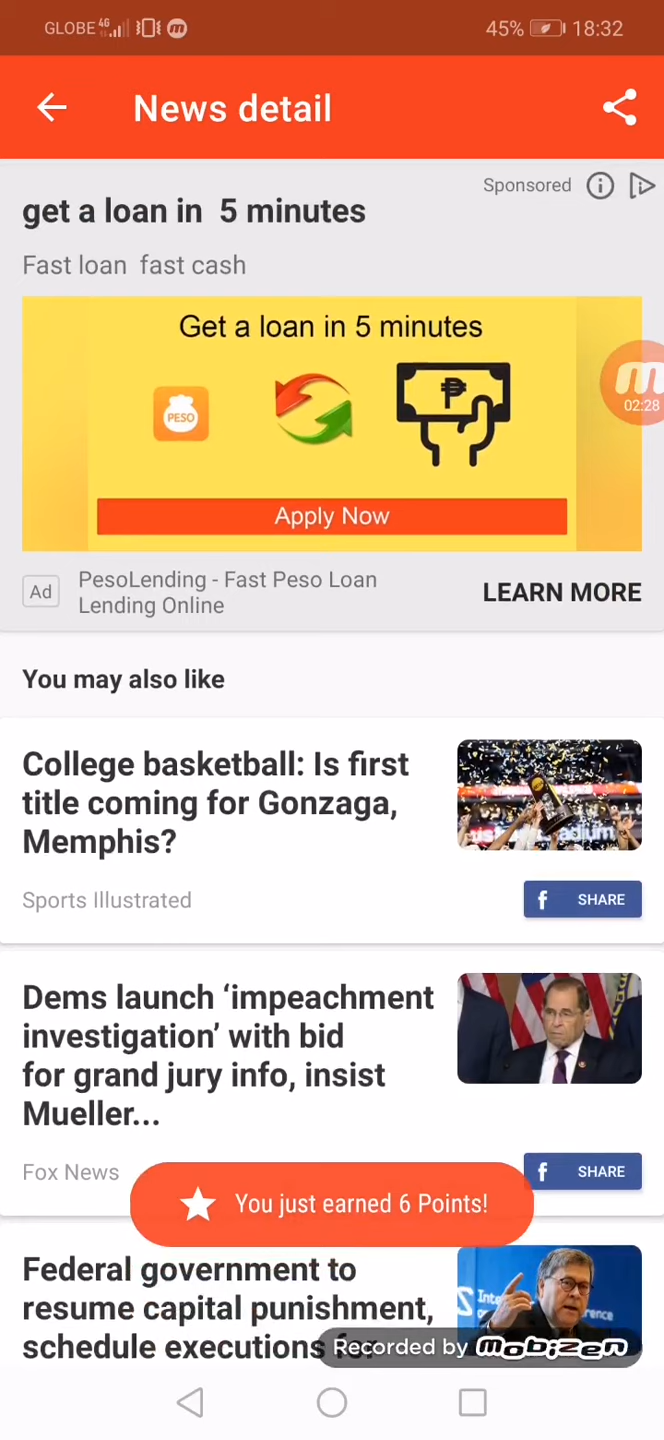 GLOBE 4G 45% 18:32
News detail
Sponsored
get a loan in 5 minutes
Fast loan fast cash
Get a loan in 5 minutes
PESO
02:28
Apply Now
Ad
PesoLending - Fast Peso Loan
Lending Online
LEARN MORE
You may also like
College basketball: Is first
title coming for Gonzaga,
Memphis?
Sports Illustrated
f SHARE
Dems launch ‘impeachment
investigation’ with bid
for grand jury info, insist
Mueller...
Fox News
f SHARE
You just earned 6 Points!
Federal government to
resume capital punishment,
schedule executions for
Recorded by mobizen